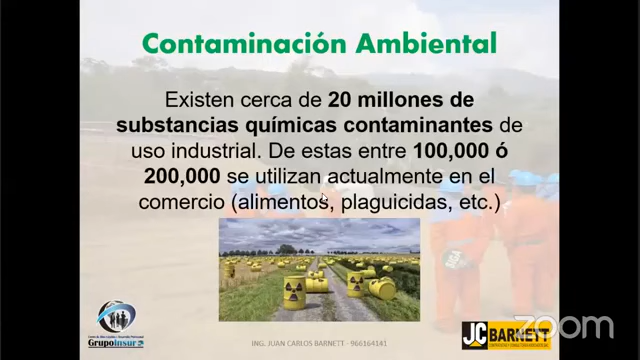 Contaminación Ambiental
Existen cerca de 20 millones de
substancias químicas contaminantes de
uso industrial. De estas entre 100,000 ó
200,000 se utilizan actualmente en el
comercio (alimentos, plaguicidas, etc.)
Grupoinsur
ING. JUAN CARLOS BARNETT - 966164141
JC BARNETT
zoom